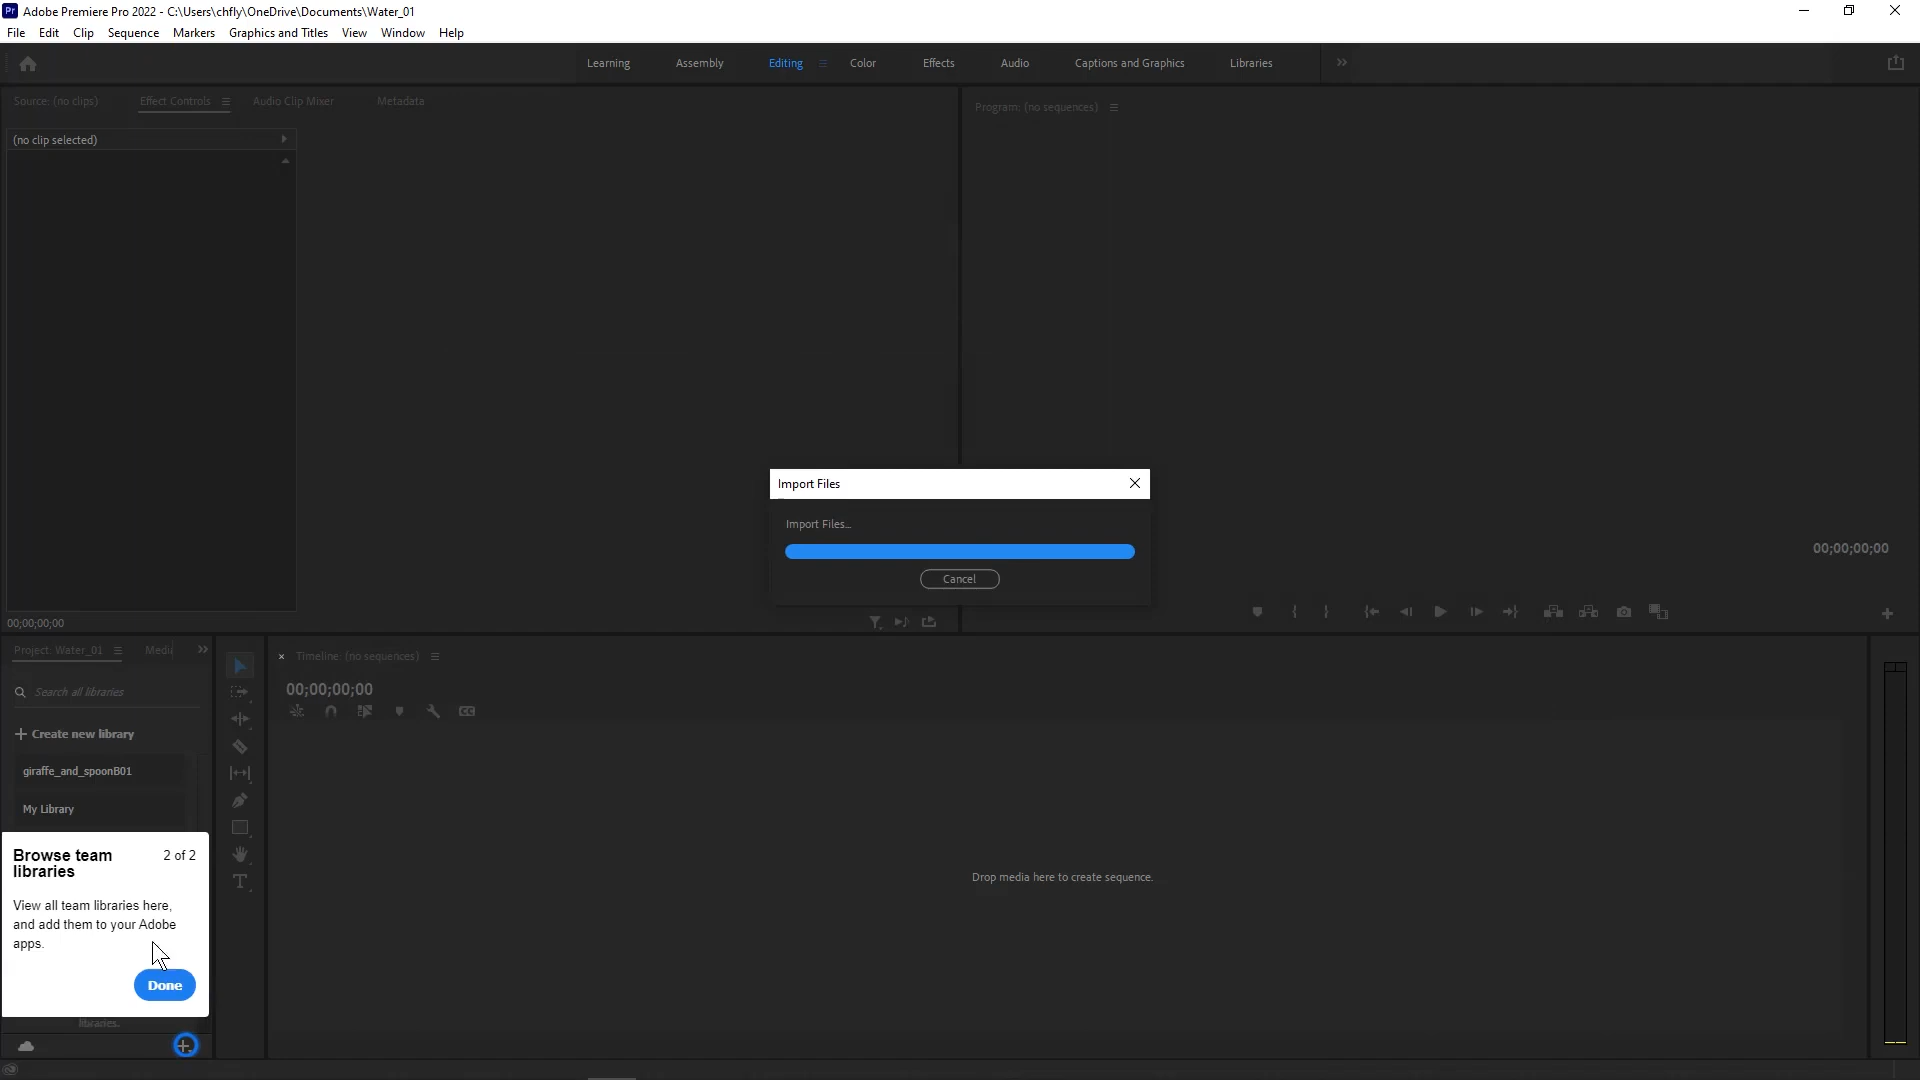 Pr Adobe Premiere Pro 2022 - C:\Users\chfly\OneDrive\Documents\Water_01
File Edit Clip Sequence Markers Graphics and Titles View Window Help
Learning Assembly Editing Color Effects Audio Captions and Graphics Libraries
Source: (no clips) Effect Controls Audio Clip Mixer Metadata
Program: (no sequences)
(no clip selected)
Import Files
Import Files...
Cancel
00;00;00;00
00;00;00;00
Project: Water_01
Timeline: (no sequences)
Search all libraries
00;00;00;00
CC
Create new library
giraffe_and_spoonB01
My Library
Browse team libraries 2 of 2
View all team libraries here,
and add them to your Adobe
apps.
Done
libraries.
T
Drop media here to create sequence.